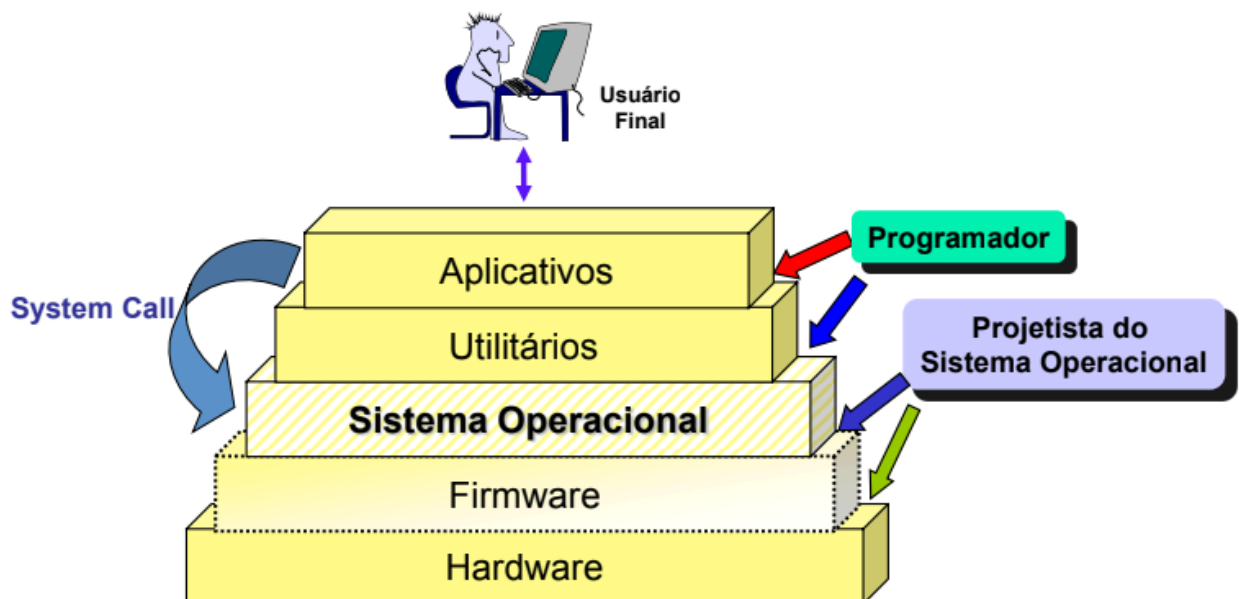 Usuário
Final
Aplicativos
Programador
System Call
Utilitários
Projetista do
Sistema Operacional
Sistema Operacional
Firmware
Hardware